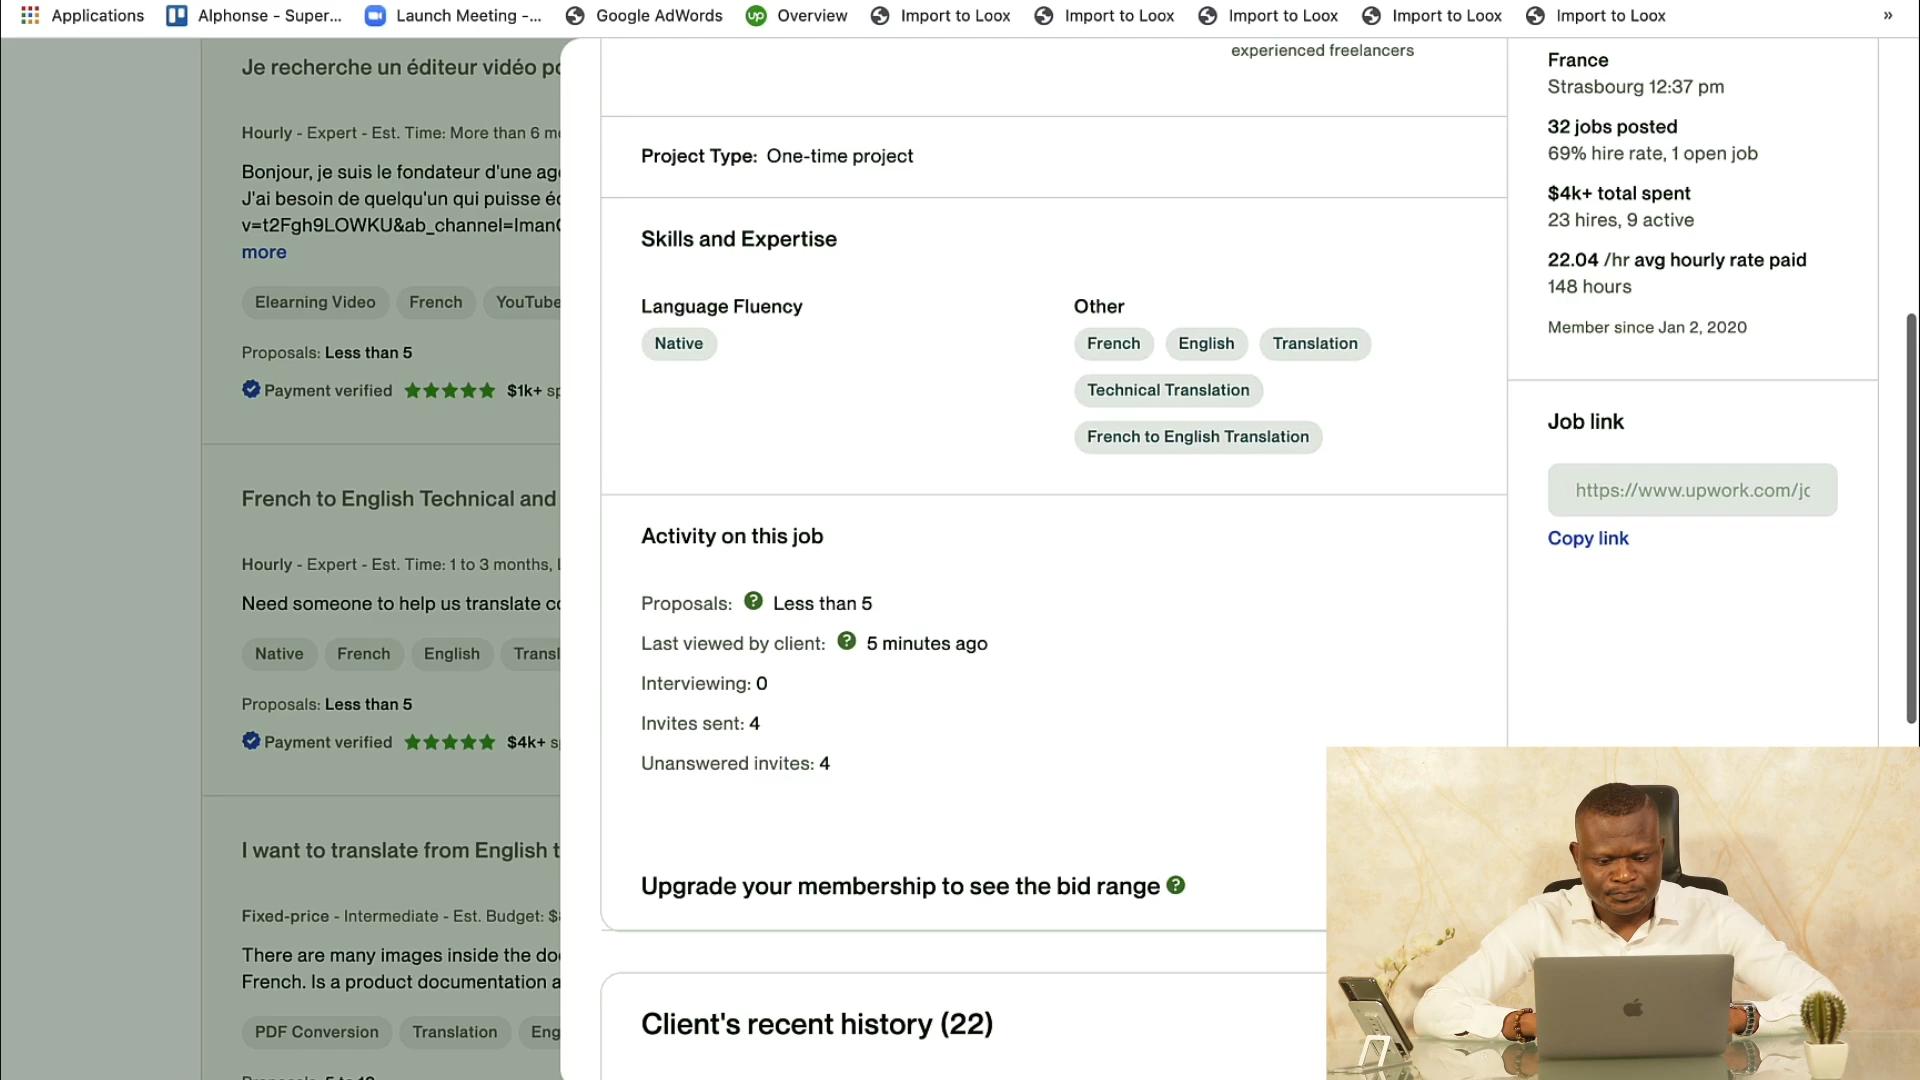 Applications
Alphonse - Super...
Launch Meeting -...
Google AdWords
up
Overview
Import to Loox
Import to Loox
Import to Loox
Import to Loox
Import to Loox
»
Je recherche un éditeur vidéo po
Hourly - Expert - Est. Time: More than 6 mo
Bonjour, je suis le fondateur d'une age
J'ai besoin de quelqu'un qui puisse éd
v=t2Fgh9LOWKU&ab_channel=Iman
more
Elearning Video
French
YouTube
Proposals: Less than 5
Payment verified
$1k+ sp
French to English Technical and
Hourly - Expert - Est. Time: 1 to 3 months,
Need someone to help us translate co
Native
French
English
Transl
Proposals: Less than 5
Payment verified
$4k+ s
I want to translate from English t
Fixed-price - Intermediate - Est. Budget: $
There are many images inside the do
French. Is a product documentation a
PDF Conversion
Translation
Eng
experienced freelancers
Project Type: One-time project
Skills and Expertise
Language Fluency
Native
Other
French
English
Translation
Technical Translation
French to English Translation
Activity on this job
Proposals: ? Less than 5
Last viewed by client: ? 5 minutes ago
Interviewing: 0
Invites sent: 4
Unanswered invites: 4
Upgrade your membership to see the bid range ?
Client's recent history (22)
France
Strasbourg 12:37 pm
32 jobs posted
69% hire rate, 1 open job
$4k+ total spent
23 hires, 9 active
22.04 /hr avg hourly rate paid
148 hours
Member since Jan 2, 2020
Job link
https://www.upwork.com/jo
Copy link